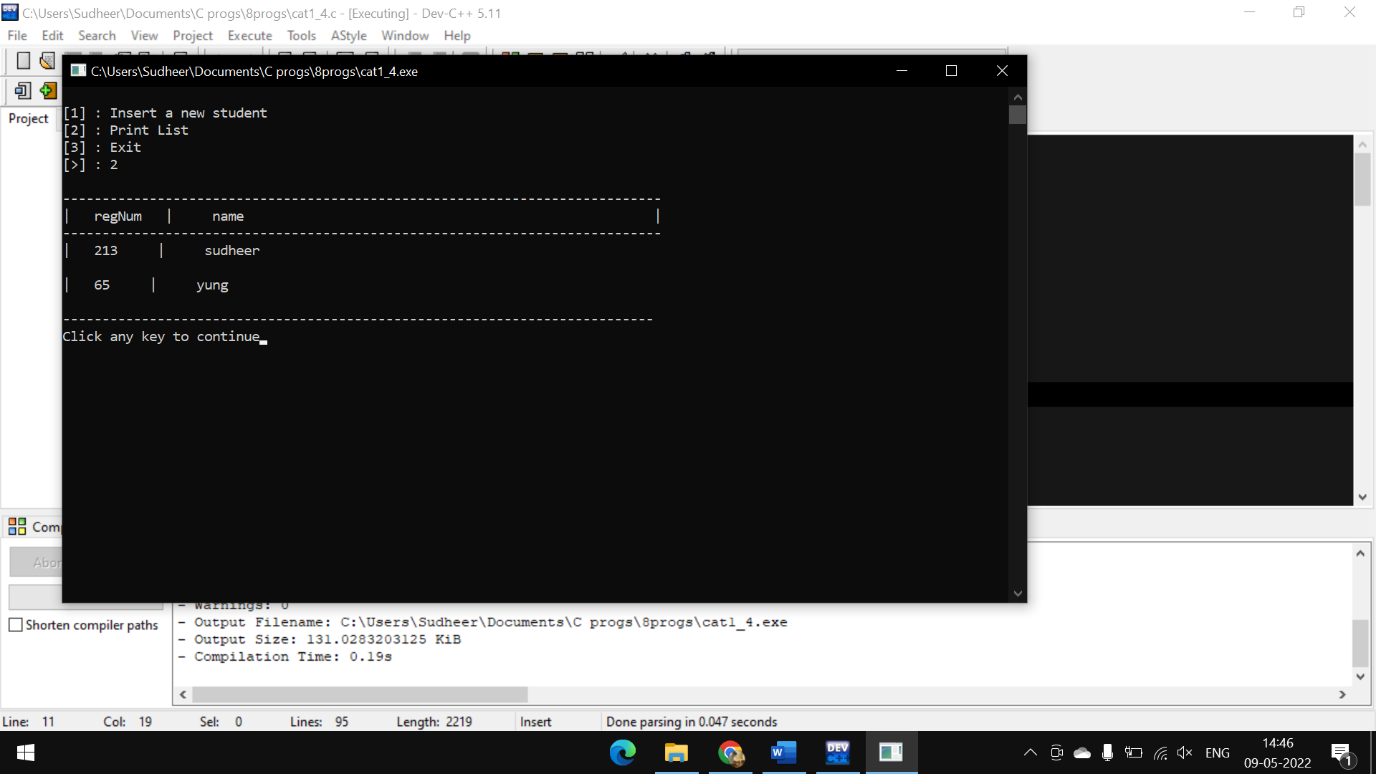 C:\Users\Sudheer\Documents\C progs\8progs\cat1_4.c - [Executing] - Dev-C++ 5.11
File Edit Search View Project Execute Tools AStyle Window Help
C:\Users\Sudheer\Documents\C progs\8progs\cat1_4.exe
Project
[1] : Insert a new student
[2] : Print List
[3] : Exit
[>] : 2
--------------------------------------------------------------------------
| regNum | name |
--------------------------------------------------------------------------
| 213 | sudheer
| 65 | yung
--------------------------------------------------------------------------
Click any key to continue
- Warnings: 0
- Output Filename: C:\Users\Sudheer\Documents\C progs\8progs\cat1_4.exe
- Output Size: 131.0283203125 KiB
- Compilation Time: 0.19s
Shorten compiler paths
Line: 11 Col: 19 Sel: 0 Lines: 95 Length: 2219 Insert Done parsing in 0.047 seconds
DEV C++
ENG
14:46
09-05-2022
1